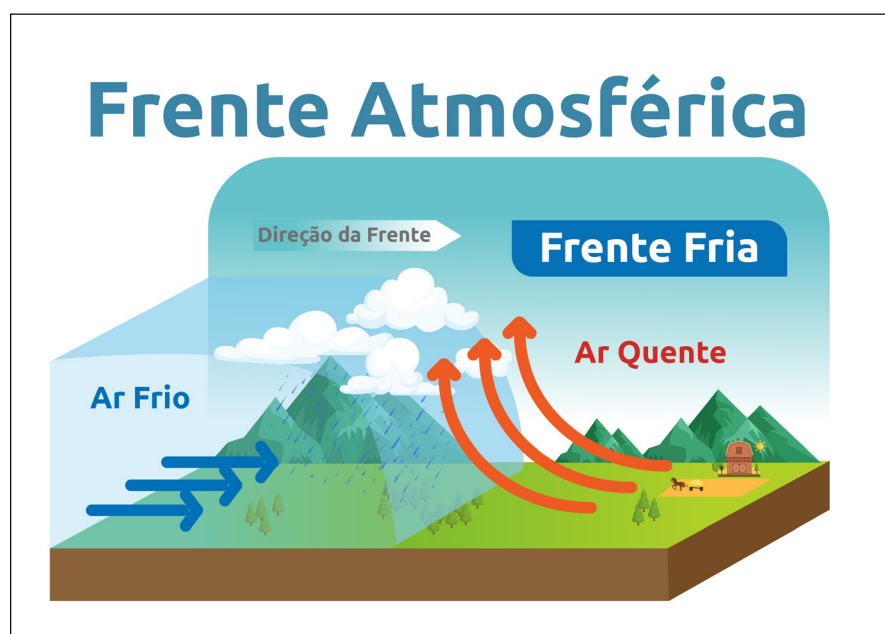 Frente Atmosférica
Direção da Frente
Frente Fria
Ar Quente
Ar Frio